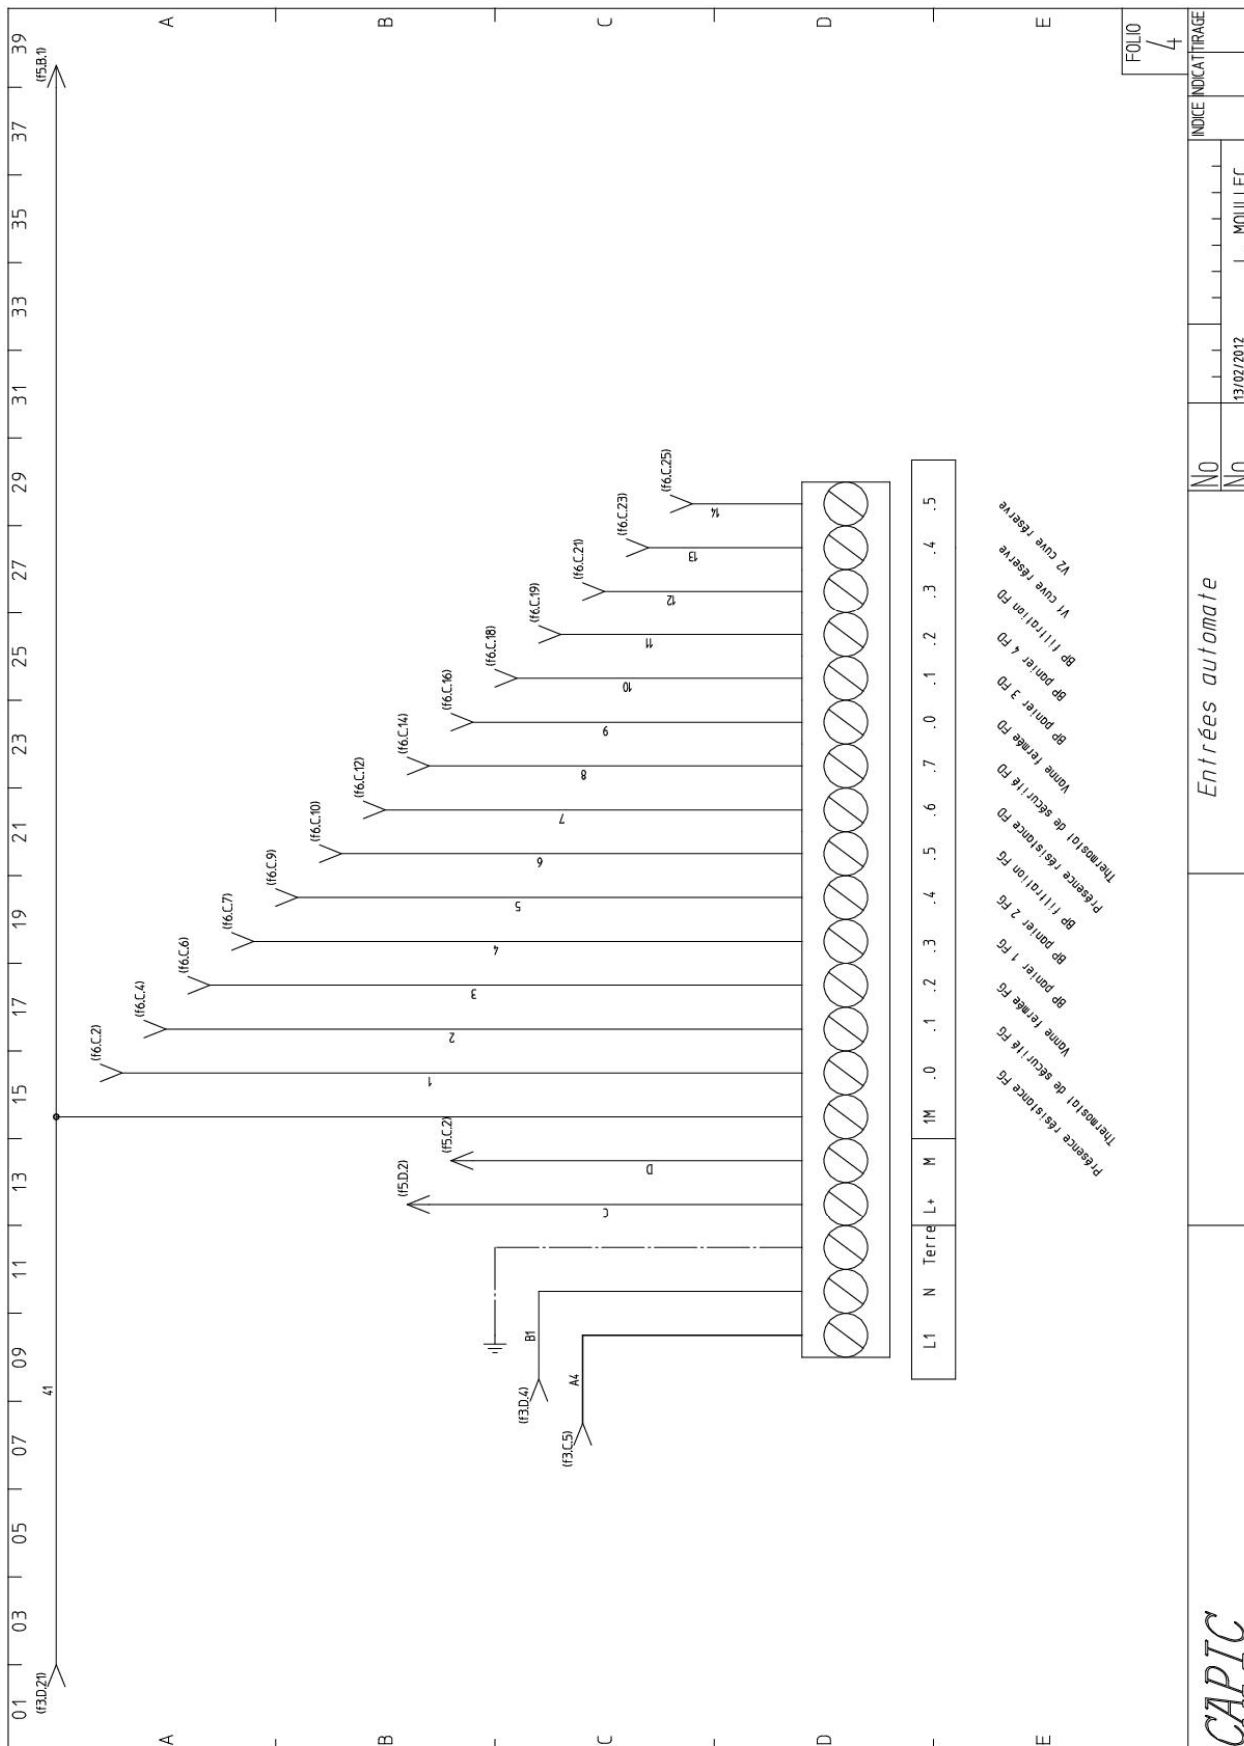 01 03 05 07 09 11 13 15 17 19 21 23 25 27 29 31 33 35 37 39
(f3.D.21)
41
(f5.B.1)
A A
B B
C C
D D
E E
(f6.C.2)
(f6.C.4)
(f6.C.6)
(f6.C.7)
(f6.C.9)
(f6.C.10)
(f6.C.12)
(f6.C.14)
(f6.C.16)
(f6.C.18)
(f6.C.19)
(f6.C.21)
(f6.C.23)
(f6.C.25)
(f5.D.2)
(f5.C.2)
(f3.D.4)
(f3.C.5)
B1
A4
C
D
1
2
3
4
5
6
7
8
9
10
11
12
13
14
L1 N Terre L+ M 1M .0 .1 .2 .3 .4 .5 .6 .7 .0 .1 .2 .3 .4 .5
Présence résistance FG
Thermostat de sécurité FG
Vanne fermée FG
BP panier 1 FG
BP panier 2 FG
BP filtration FG
Présence résistance FD
Thermostat de sécurité FD
Vanne fermée FD
BP panier 3 FD
BP panier 4 FD
BP filtration FD
V1 cuve réserve
V2 cuve réserve
FOLIO
4
CAPIC
Entrées automate
NO
NO
13/02/2012
MOULLEC
INDICE INDICAT TIRAGE